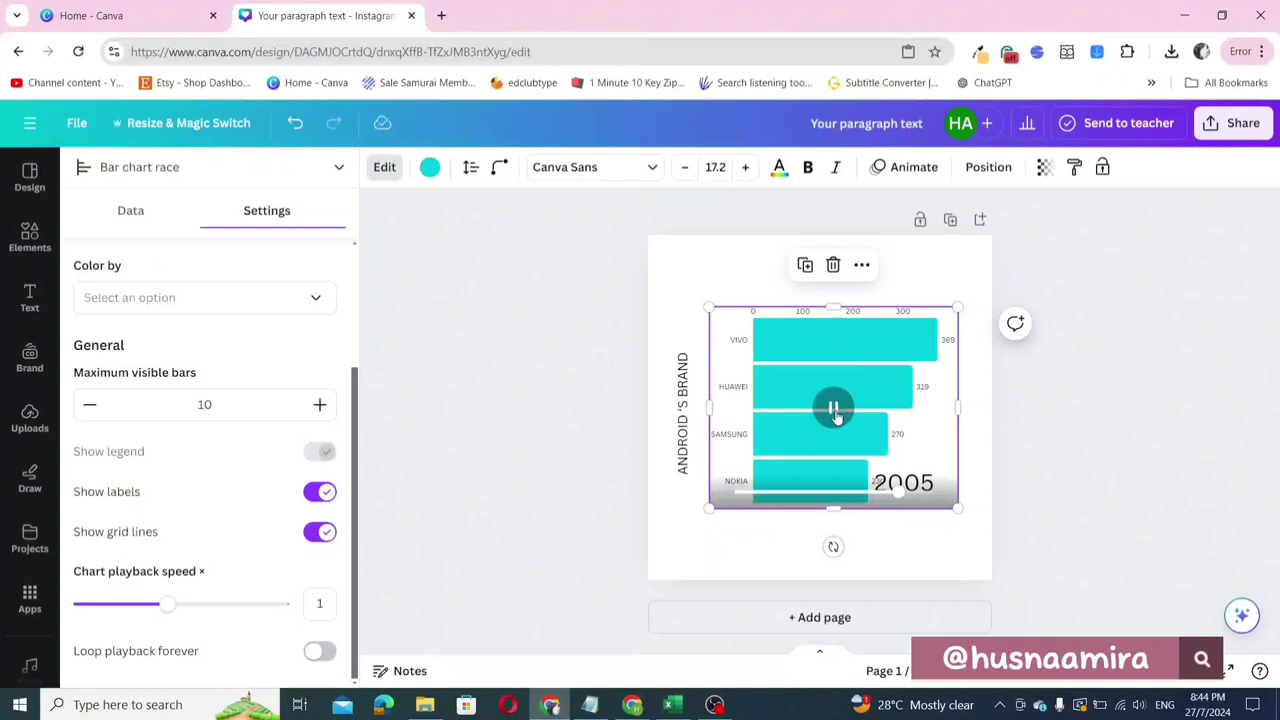 Home - Canva
Your paragraph text - Instagram
https://www.canva.com/design/DAGMJOCrtdQ/dnxqXffB-TfZxJMB3ntXyg/edit
Error
Channel content - Y...
Etsy - Shop Dashbo...
Home - Canva
Sale Samurai Memb...
edclubtype
1 Minute 10 Key Zip...
Search listening too...
Subtitle Converter |...
ChatGPT
All Bookmarks
File
Resize & Magic Switch
Your paragraph text
HA
Send to teacher
Share
Design
Elements
Text
Brand
Uploads
Draw
Projects
Apps
Bar chart race
Edit
Canva Sans
17.2
A
B
I
Animate
Position
Data
Settings
Color by
Select an option
General
Maximum visible bars
10
Show legend
Show labels
Show grid lines
Chart playback speed ×
1
Loop playback forever
0 100 200 300
VIVO 369
HUAWEI 319
SAMSUNG 270
NOKIA
2005
ANDROID 'S BRAND
+ Add page
Notes
Page 1 /
@husnaamira
Type here to search
28°C Mostly clear
ENG
8:44 PM
27/7/2024